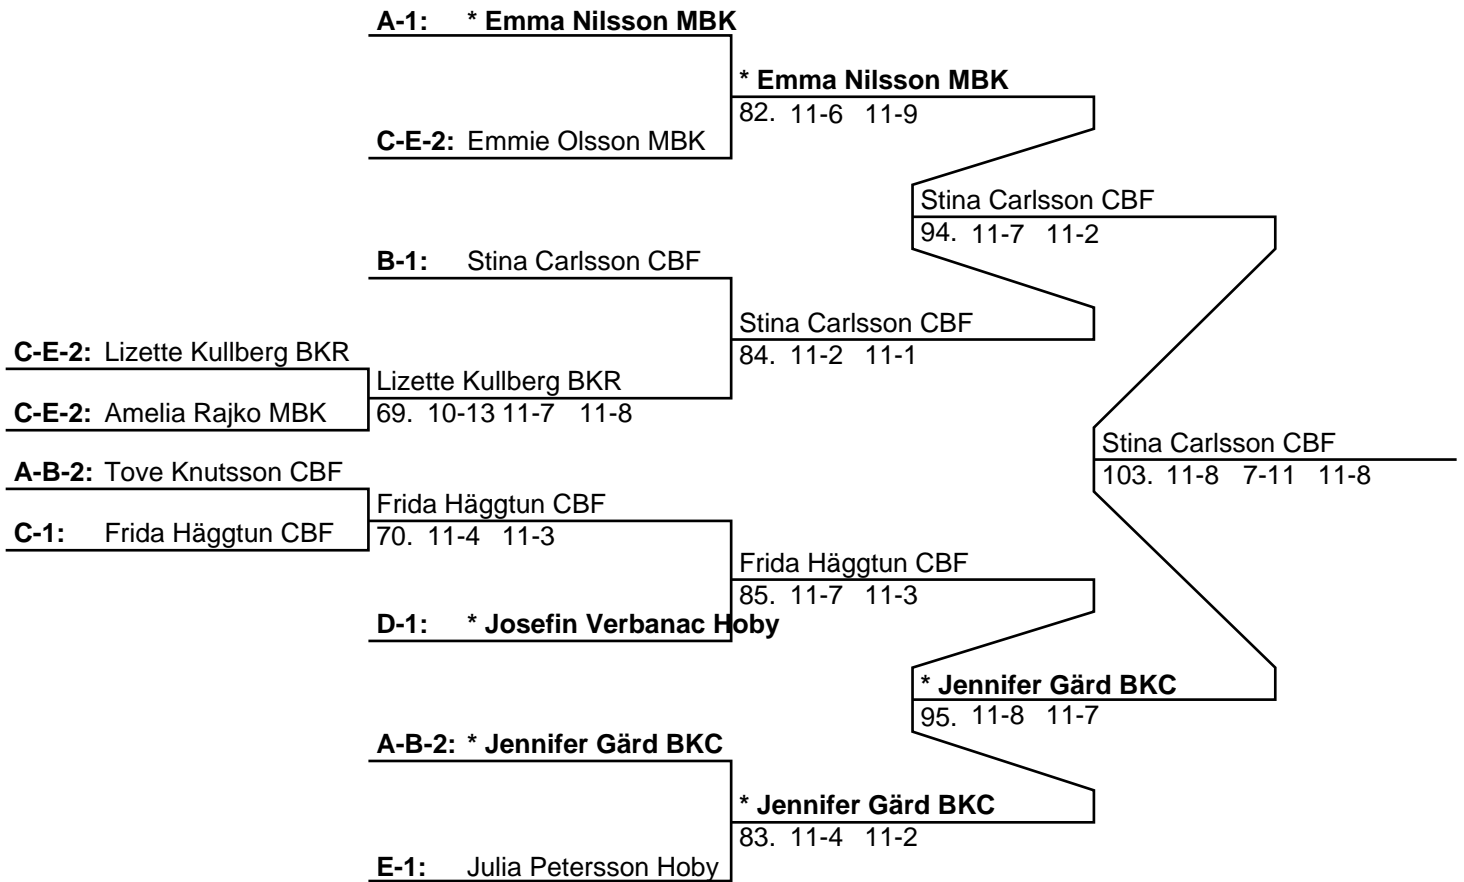 A-1: * Emma Nilsson MBK
* Emma Nilsson MBK
82. 11-6 11-9
C-E-2: Emmie Olsson MBK
Stina Carlsson CBF
94. 11-7 11-2
B-1: Stina Carlsson CBF
Stina Carlsson CBF
84. 11-2 11-1
C-E-2: Lizette Kullberg BKR
Lizette Kullberg BKR
69. 10-13 11-7 11-8
C-E-2: Amelia Rajko MBK
Stina Carlsson CBF
103. 11-8 7-11 11-8
A-B-2: Tove Knutsson CBF
Frida Häggtun CBF
70. 11-4 11-3
C-1: Frida Häggtun CBF
Frida Häggtun CBF
85. 11-7 11-3
D-1: * Josefin Verbanac Hoby
* Jennifer Gärd BKC
95. 11-8 11-7
A-B-2: * Jennifer Gärd BKC
* Jennifer Gärd BKC
83. 11-4 11-2
E-1: Julia Petersson Hoby